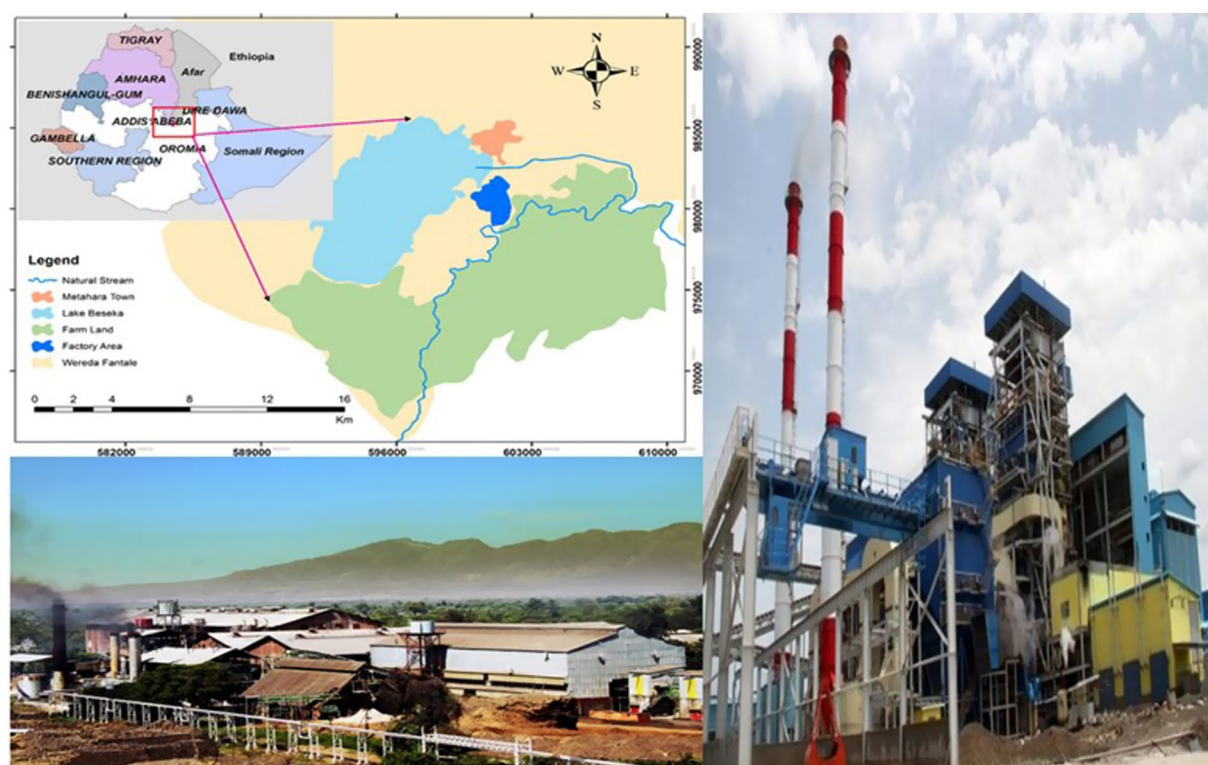 TIGRAY
Ethiopia
Afar
AMHARA
BENISHANGUL-GUM
DIRE DAWA
ADDIS ABEBA
GAMBELLA
OROMIA
SOUTHERN REGION
Somali Region
N
W E
S
990000
985000
980000
975000
970000
Legend
Natural Stream
Metahara Town
Lake Beseka
Farm Land
Factory Area
Wereda Fantale
0 2 4 8 12 16
Km
582000 589000 596000 603000 610000